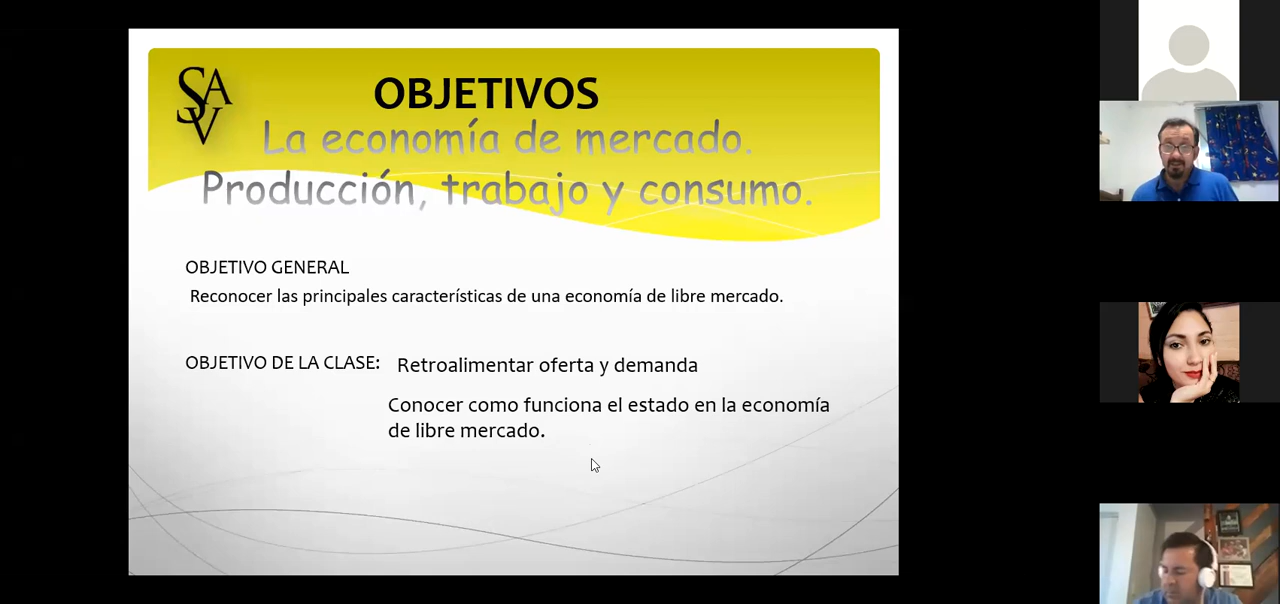 SAV
OBJETIVOS
La economía de mercado.
Producción, trabajo y consumo.
OBJETIVO GENERAL
Reconocer las principales características de una economía de libre mercado.
OBJETIVO DE LA CLASE: Retroalimentar oferta y demanda
Conocer como funciona el estado en la economía
de libre mercado.